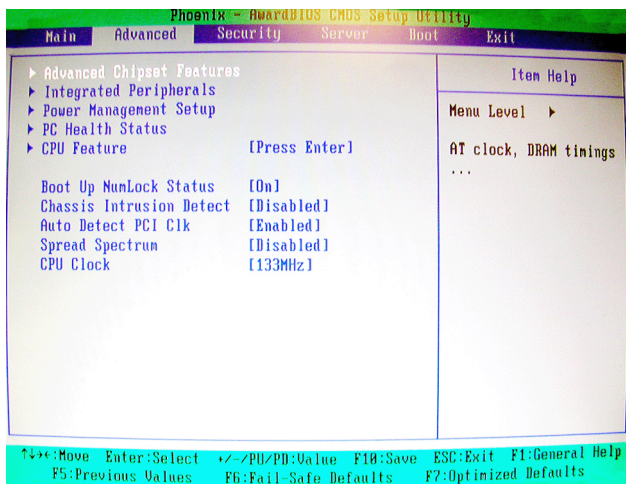 Phoenix - AwardBIOS CMOS Setup Utility
Main Advanced Security Server Boot Exit
▶ Advanced Chipset Features
▶ Integrated Peripherals
▶ Power Management Setup
▶ PC Health Status
▶ CPU Feature [Press Enter]
Boot Up NumLock Status [On]
Chassis Intrusion Detect [Disabled]
Auto Detect PCI Clk [Enabled]
Spread Spectrum [Disabled]
CPU Clock [133MHz]
Item Help
Menu Level ▶
AT clock, DRAM timings
...
↑↓→←:Move Enter:Select +/-/PU/PD:Value F10:Save ESC:Exit F1:General Help
F5:Previous Values F6:Fail-Safe Defaults F7:Optimized Defaults